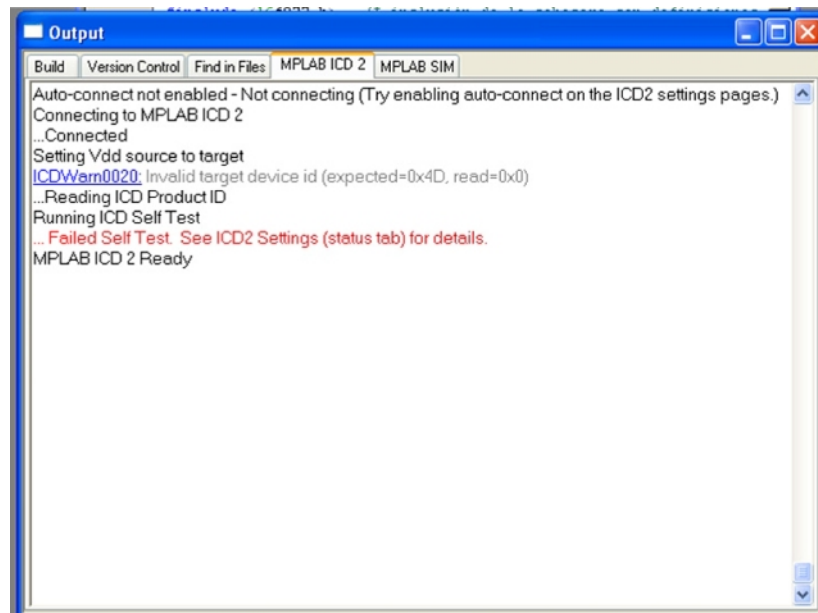 Output
Build Version Control Find in Files MPLAB ICD 2 MPLAB SIM
Auto-connect not enabled - Not connecting (Try enabling auto-connect on the ICD2 settings pages.)
Connecting to MPLAB ICD 2
...Connected
Setting Vdd source to target
ICDWarn0020: Invalid target device id (expected=0x4D, read=0x0)
...Reading ICD Product ID
Running ICD Self Test
... Failed Self Test. See ICD2 Settings (status tab) for details.
MPLAB ICD 2 Ready